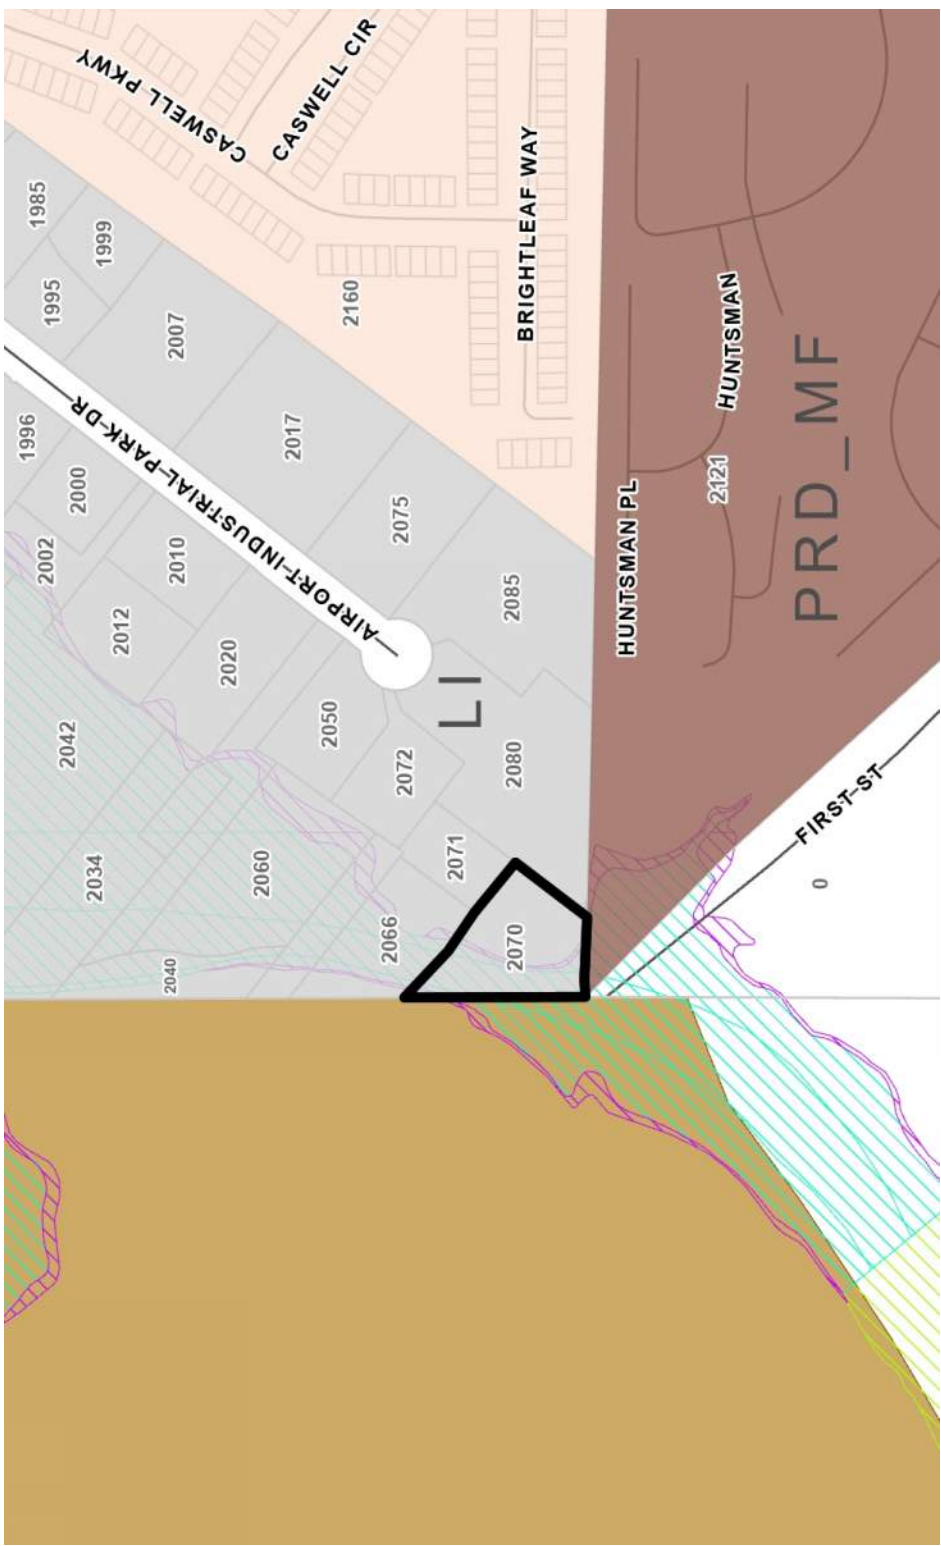 CASWELL PKWY
CASWELL CIR
BRIGHTLEAF WAY
1985
1999
1995
2007
2160
AIRPORT-INDUSTRIAL-PARK-DR
2017
1996
2000
2002
2010
2012
2075
2020
2085
2042
2050
LI
2072
2080
2034
2060
2071
2066
2070
2040
HUNTSMAN
2121
HUNTSMAN PL
PRD_MF
FIRST-ST
0